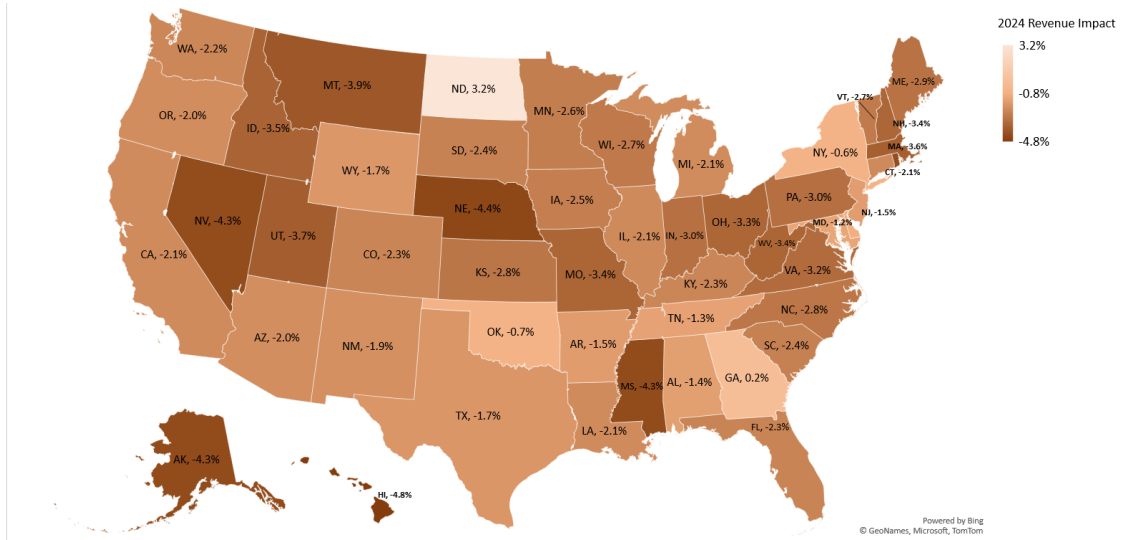 2024 Revenue Impact
3.2%
-0.8%
-4.8%
WA, -2.2%
MT, -3.9%
ND, 3.2%
ME, -2.9%
VT, -2.7%
MN, -2.6%
OR, -2.0%
ID, -3.5%
NH, -3.4%
WI, -2.7%
SD, -2.4%
MA, -3.6%
NY, -0.6%
MI, -2.1%
WY, -1.7%
CT, -2.1%
PA, -3.0%
IA, -2.5%
NE, -4.4%
NJ, -1.5%
NV, -4.3%
OH, -3.3%
MD, -1.2%
UT, -3.7%
IL, -2.1%
IN, -3.0%
WV, -3.4%
CA, -2.1%
CO, -2.3%
KS, -2.8%
MO, -3.4%
VA, -3.2%
KY, -2.3%
NC, -2.8%
TN, -1.3%
OK, -0.7%
AZ, -2.0%
NM, -1.9%
AR, -1.5%
SC, -2.4%
MS, -4.3%
AL, -1.4%
GA, 0.2%
TX, -1.7%
LA, -2.1%
FL, -2.3%
AK, -4.3%
HI, -4.8%
Powered by Bing
© GeoNames, Microsoft, TomTom